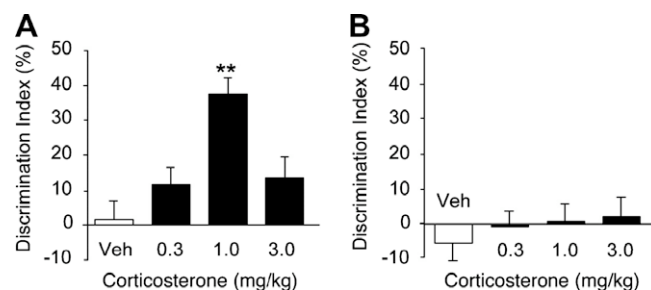 A
Discrimination Index (%)
50
40
30
20
10
0
-10
**
Veh
0.3
1.0
3.0
Corticosterone (mg/kg)
B
Discrimination Index (%)
50
40
30
20
10
0
-10
Veh
0.3
1.0
3.0
Corticosterone (mg/kg)